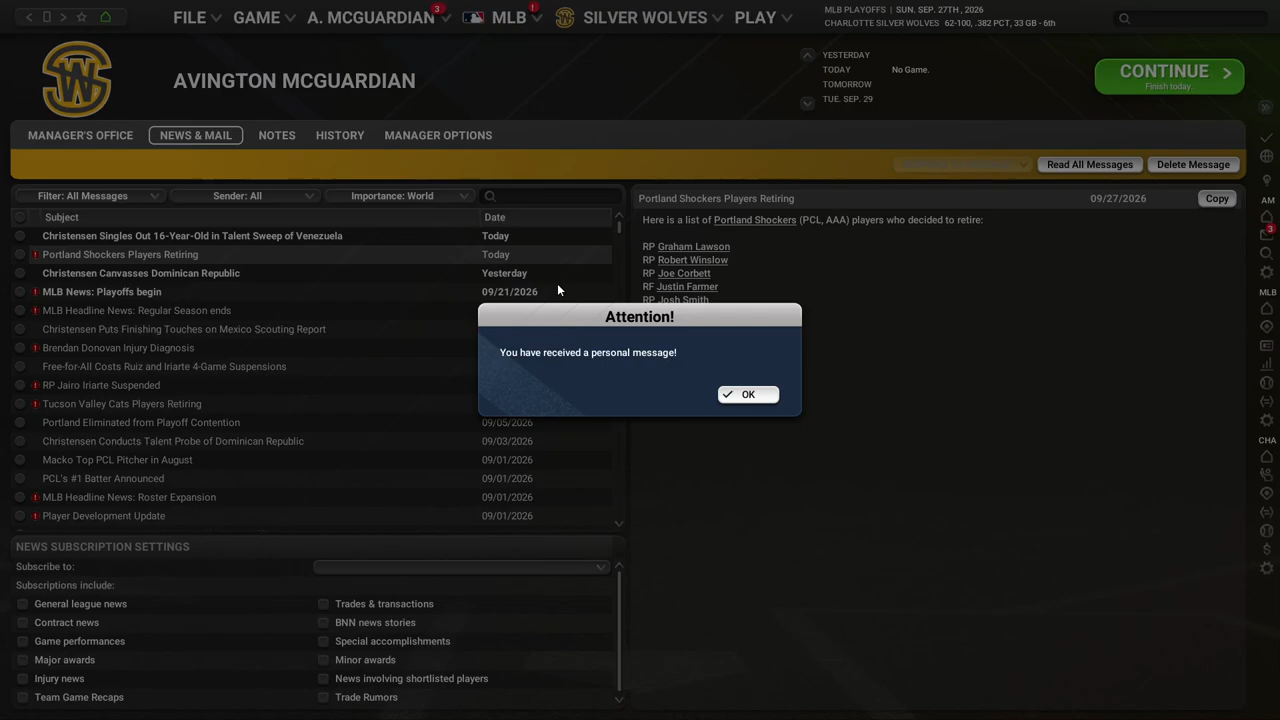 FILE
GAME
A. MCGUARDIAN
3
MLB
!
SILVER WOLVES
PLAY
MLB PLAYOFFS | SUN. SEP. 27TH , 2026
CHARLOTTE SILVER WOLVES 62-100, .382 PCT, 33 GB - 6th
SW
AVINGTON MCGUARDIAN
YESTERDAY
TODAY No Game.
TOMORROW
TUE. SEP. 29
CONTINUE
Finish today.
MANAGER'S OFFICE
NEWS & MAIL
NOTES
HISTORY
MANAGER OPTIONS
Read All Messages
Delete Message
Filter: All Messages
Sender: All
Importance: World
Subject Date
Christensen Singles Out 16-Year-Old in Talent Sweep of Venezuela Today
! Portland Shockers Players Retiring Today
Christensen Canvasses Dominican Republic Yesterday
! MLB News: Playoffs begin 09/21/2026
! MLB Headline News: Regular Season ends
Christensen Puts Finishing Touches on Mexico Scouting Report
! Brendan Donovan Injury Diagnosis
Free-for-All Costs Ruiz and Iriarte 4-Game Suspensions
! RP Jairo Iriarte Suspended
! Tucson Valley Cats Players Retiring
Portland Eliminated from Playoff Contention 09/05/2026
Christensen Conducts Talent Probe of Dominican Republic 09/03/2026
Macko Top PCL Pitcher in August 09/01/2026
PCL's #1 Batter Announced 09/01/2026
! MLB Headline News: Roster Expansion 09/01/2026
! Player Development Update 09/01/2026
Portland Shockers Players Retiring 09/27/2026
Copy
Here is a list of Portland Shockers (PCL, AAA) players who decided to retire:
RP Graham Lawson
RP Robert Winslow
RP Joe Corbett
RF Justin Farmer
RP Josh Smith
Attention!
You have received a personal message!
OK
NEWS SUBSCRIPTION SETTINGS
Subscribe to:
Subscriptions include:
General league news Trades & transactions
Contract news BNN news stories
Game performances Special accomplishments
Major awards Minor awards
Injury news News involving shortlisted players
Team Game Recaps Trade Rumors
AM
3
MLB
CHA